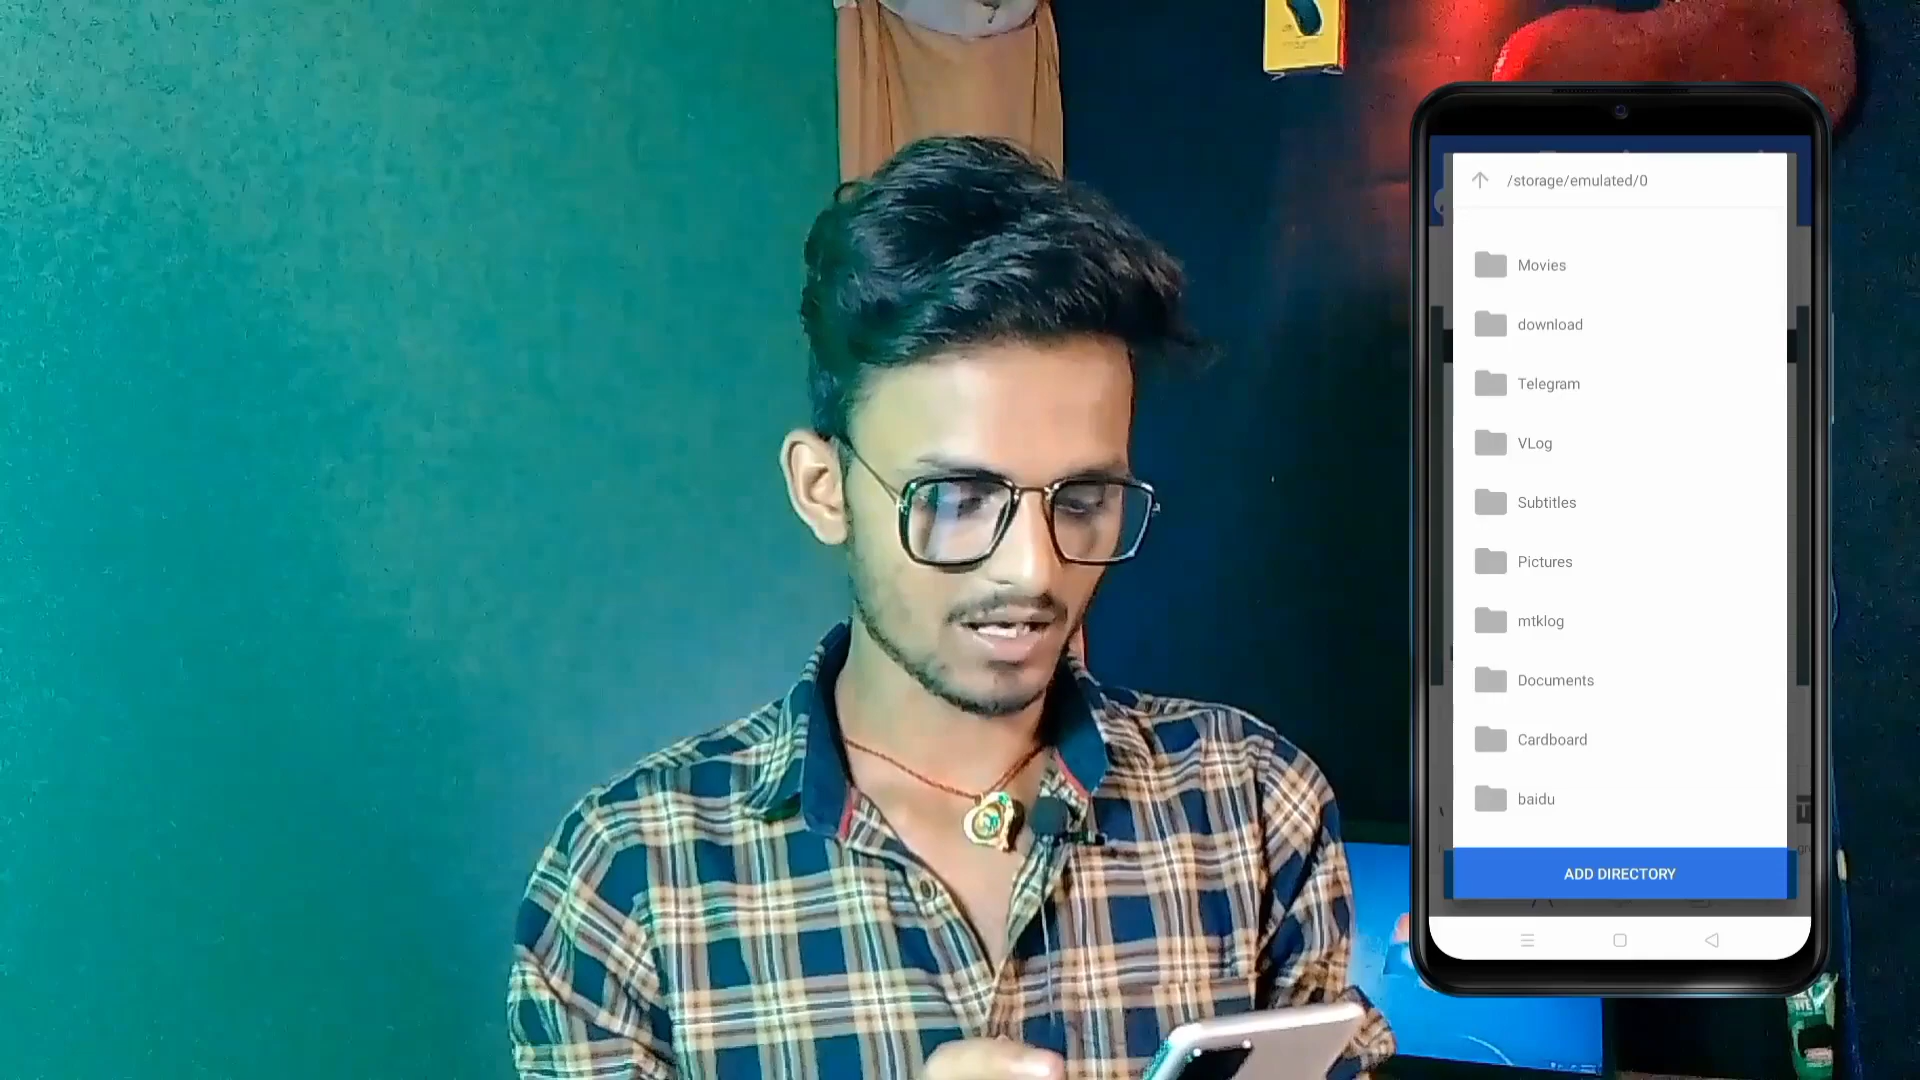 /storage/emulated/0
Movies
download
Telegram
VLog
Subtitles
Pictures
mtklog
Documents
Cardboard
baidu
ADD DIRECTORY